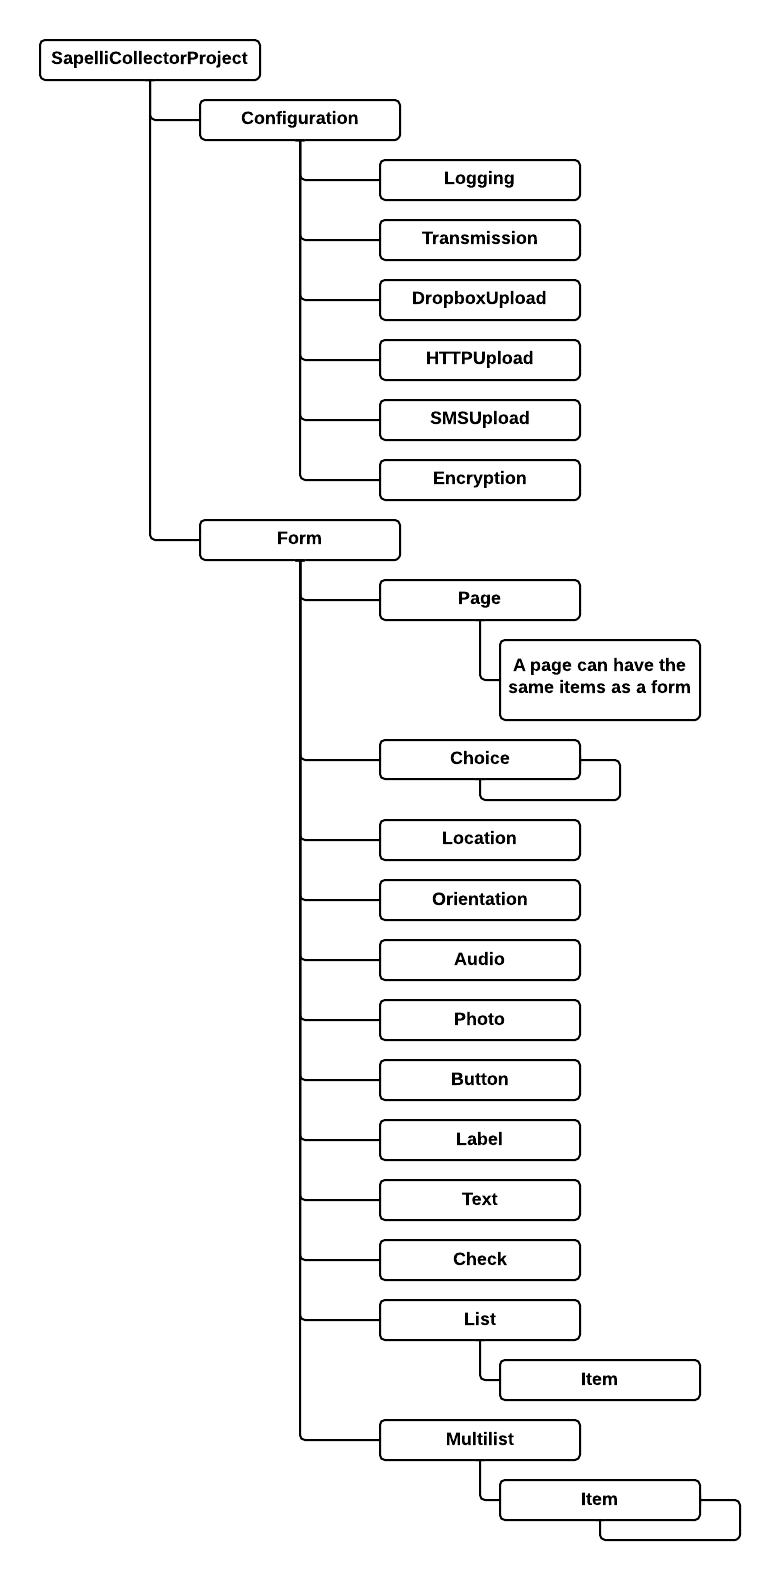 SapelliCollectorProject
Configuration
Logging
Transmission
DropboxUpload
HTTPUpload
SMSUpload
Encryption
Form
Page
A page can have the
same items as a form
Choice
Location
Orientation
Audio
Photo
Button
Label
Text
Check
List
Item
Multilist
Item